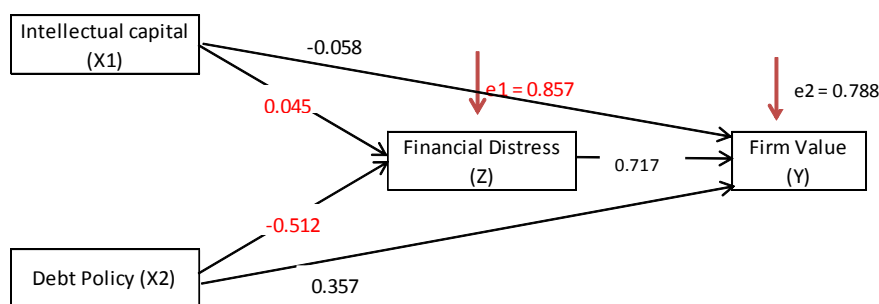 Intellectual capital
(X1)
-0.058
e1 = 0.857
e2 = 0.788
0.045
Financial Distress
(Z)
0.717
Firm Value
(Y)
-0.512
Debt Policy (X2)
0.357